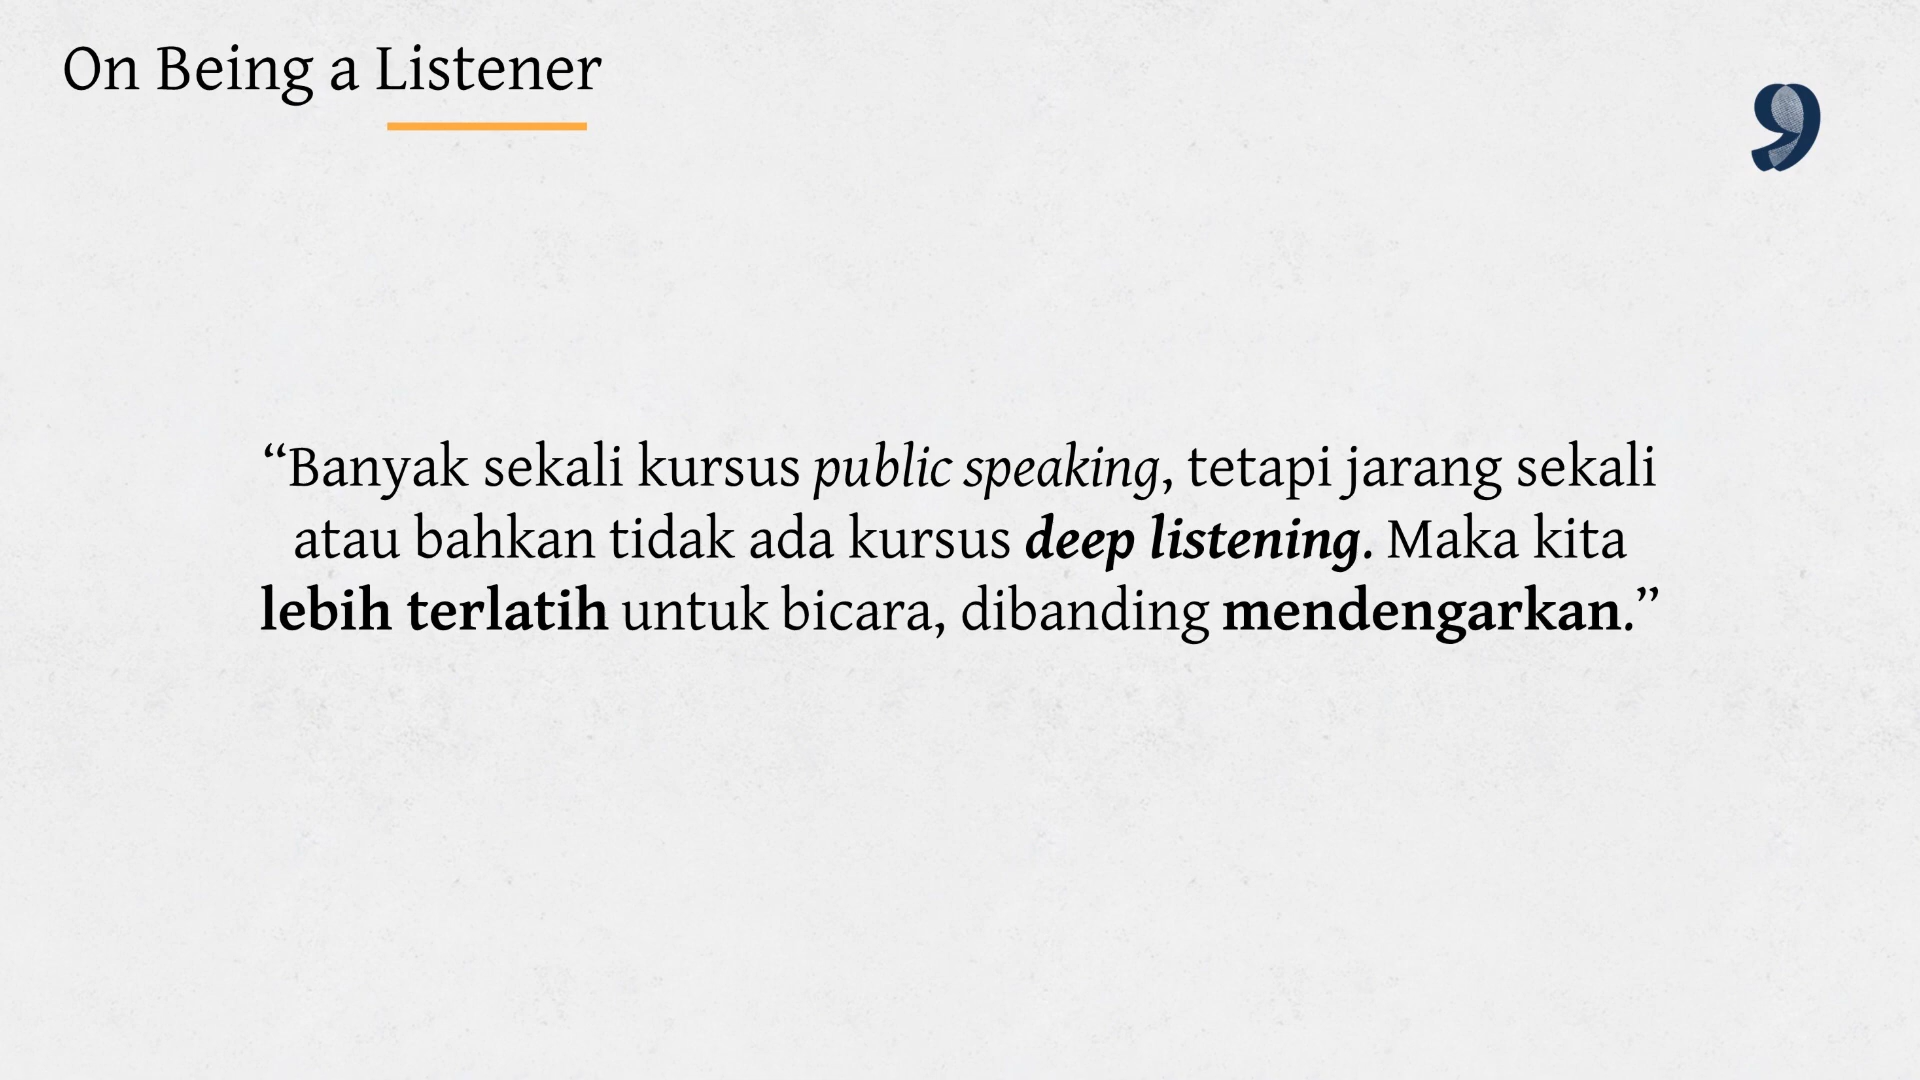 On Being a Listener
“Banyak sekali kursus public speaking, tetapi jarang sekali
atau bahkan tidak ada kursus deep listening. Maka kita
lebih terlatih untuk bicara, dibanding mendengarkan.”